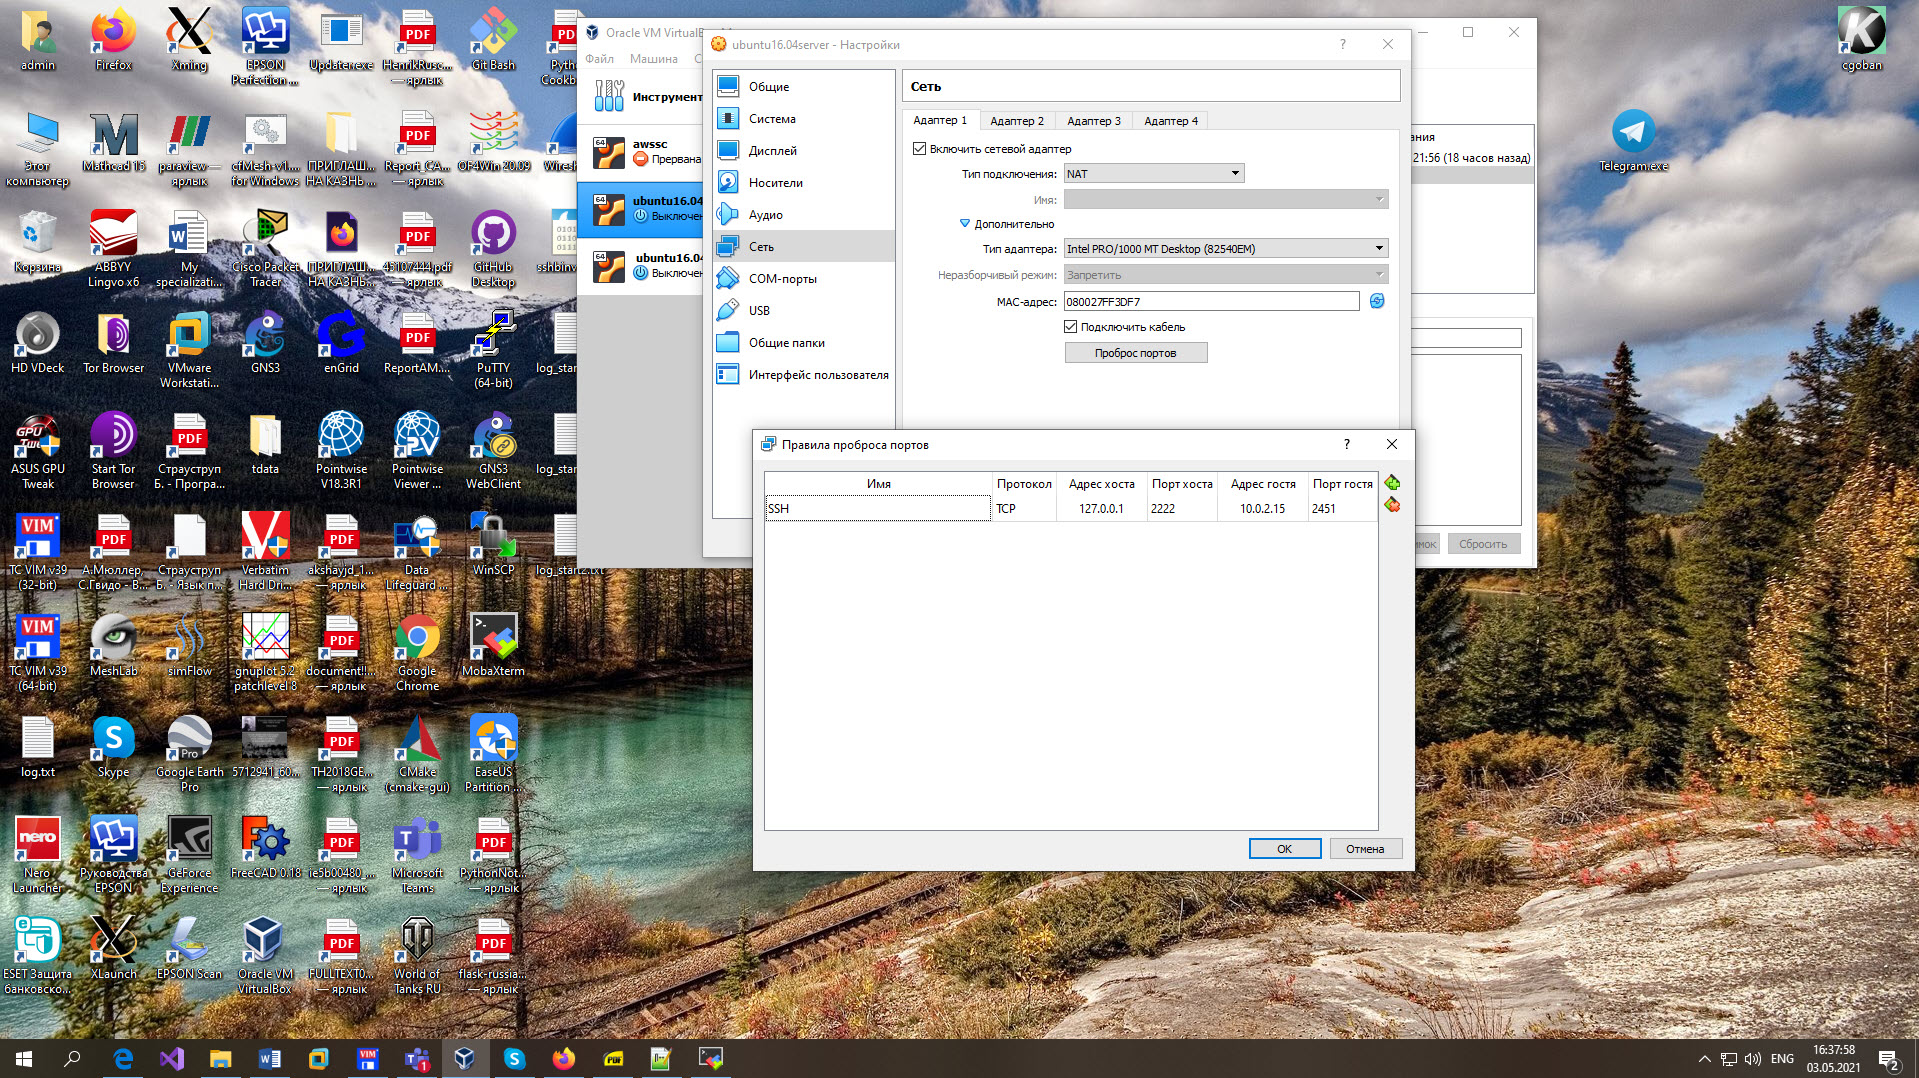 admin
Firefox
Xming
EPSON
Perfection ...
Updater.exe
HenrikRusc...
— ярлык
Git Bash
Pyth
Cookb
Этот
компьютер
Mathcad 15
paraview —
ярлык
cfMesh-v1....
for Windows
ПРИГЛАШ...
НА КАЗНЬ ...
Report_CA...
— ярлык
OF4Win 20.09
Wiresh
Корзина
ABBYY
Lingvo x6
My
specializati...
Cisco Packet
Tracer
ПРИГЛАШ...
НА КАЗНЬ...
45107444.pdf
— ярлык
GitHub
Desktop
sshbinv
HD VDeck
Tor Browser
VMware
Workstati...
GNS3
enGrid
ReportAM....
— ярлык
PuTTY
(64-bit)
log_sta
ASUS GPU
Tweak
Start Tor
Browser
Страуструп
Б. - Програ...
tdata
Pointwise
V18.3R1
Pointwise
Viewer ...
GNS3
WebClient
log_star
TC VIM v39
(32-bit)
А.Мюллер,
С.Гвидо - В...
Страуструп
Б. - Язык п...
Verbatim
Hard Dri...
akshayjd_1...
— ярлык
Data
Lifeguard ...
WinSCP
log_start2.txt
TC VIM v39
(64-bit)
MeshLab
simFlow
gnuplot 5.2
patchlevel 8
document!!...
— ярлык
Google
Chrome
MobaXterm
log.txt
Skype
Google Earth
Pro
5712941_60...
TH2018GE...
— ярлык
CMake
(cmake-gui)
EaseUS
Partition ...
Nero
Launcher
Руководства
EPSON
GeForce
Experience
FreeCAD 0.18
ie5b00480_...
— ярлык
Microsoft
Teams
PythonNot...
— ярлык
ESET Защита
банковско...
XLaunch
EPSON Scan
Oracle VM
VirtualBox
FULLTEXT0...
— ярлык
World of
Tanks RU
flask-russia...
— ярлык
cgoban
Telegram.exe
Oracle VM VirtualB
Файл Машина С
Инструмент
awssc
Прервана
ubuntu16.04
Выключен
ubuntu16.04
Выключен
ания
21:56 (18 часов назад)
мок
Сбросить
ubuntu16.04server - Настройки
?
Общие
Система
Дисплей
Носители
Аудио
Сеть
COM-порты
USB
Общие папки
Интерфейс пользователя
Сеть
Адаптер 1 Адаптер 2 Адаптер 3 Адаптер 4
Включить сетевой адаптер
Тип подключения: NAT
Имя:
Дополнительно
Тип адаптера: Intel PRO/1000 MT Desktop (82540EM)
Неразборчивый режим: Запретить
MAC-адрес: 080027FF3DF7
Подключить кабель
Проброс портов
Правила проброса портов
?
Имя Протокол Адрес хоста Порт хоста Адрес гостя Порт гостя
SSH TCP 127.0.0.1 2222 10.0.2.15 2451
OK Отмена
ENG
16:37:58
03.05.2021
2